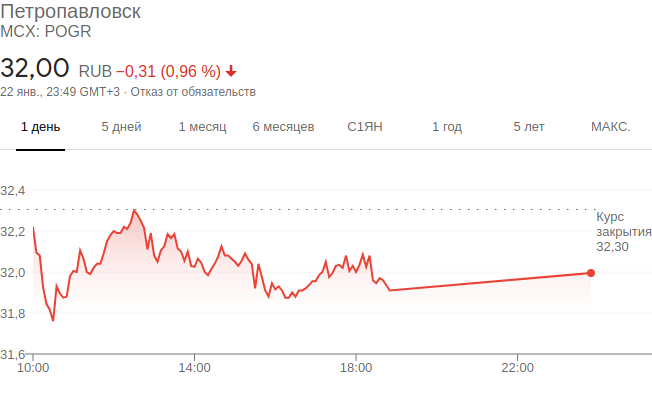 Петропавловск
MCX: POGR
32,00 RUB −0,31 (0,96 %)
22 янв., 23:49 GMT+3 · Отказ от обязательств
1 день 5 дней 1 месяц 6 месяцев С1ЯН 1 год 5 лет МАКС.
32,4
32,2
32,0
31,8
31,6
Курс
закрытия
32,30
10:00 14:00 18:00 22:00